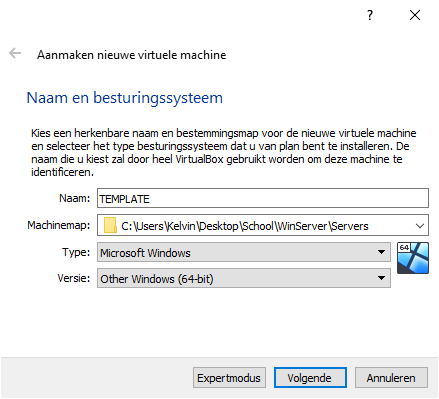 ?
Aanmaken nieuwe virtuele machine
Naam en besturingssysteem
Kies een herkenbare naam en bestemmingsmap voor de nieuwe virtuele machine
en selecteer het type besturingssysteem dat u van plan bent te installeren. De
naam die u kiest zal door heel VirtualBox gebruikt worden om deze machine te
identificeren.
Naam: TEMPLATE
Machinemap: C:\Users\Kelvin\Desktop\School\WinServer\Servers
Type: Microsoft Windows
64
Versie: Other Windows (64-bit)
Expertmodus Volgende Annuleren